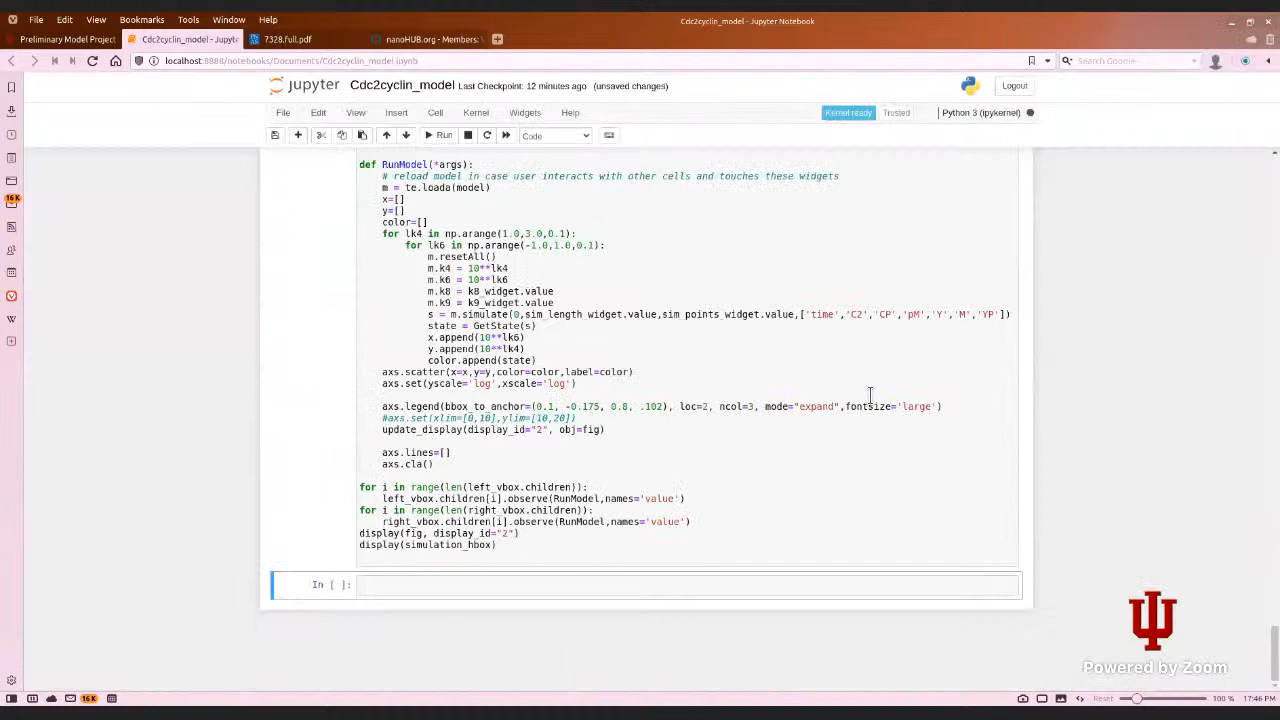 File Edit View Bookmarks Tools Window Help
Cdc2cyclin_model - Jupyter Notebook
Preliminary Model Project
Cdc2cyclin_model - Jupyte
7328.full.pdf
nanoHUB.org - Members:
localhost:8888/notebooks/Documents/Cdc2cyclin_model.ipynb
Search Google
jupyter Cdc2cyclin_model Last Checkpoint: 12 minutes ago (unsaved changes)
Logout
File Edit View Insert Cell Kernel Widgets Help
Kernel ready Trusted Python 3 (ipykernel)
Run Code
def RunModel(*args):
# reload model in case user interacts with other cells and touches these widgets
m = te.loada(model)
x=[]
y=[]
color=[]
for lk4 in np.arange(1.0,3.0,0.1):
for lk6 in np.arange(-1.0,1.0,0.1):
m.resetAll()
m.k4 = 10**lk4
m.k6 = 10**lk6
m.k8 = k8_widget.value
m.k9 = k9_widget.value
s = m.simulate(0,sim_length_widget.value,sim_points_widget.value,['time','C2','CP','pM','Y','M','YP'])
state = GetState(s)
x.append(10**lk6)
y.append(10**lk4)
color.append(state)
axs.scatter(x=x,y=y,color=color,label=color)
axs.set(yscale='log',xscale='log')
axs.legend(bbox_to_anchor=(0.1, -0.175, 0.8, .102), loc=2, ncol=3, mode="expand",fontsize='large')
#axs.set(xlim=[0,10],ylim=[10,20])
update_display(display_id="2", obj=fig)
axs.lines=[]
axs.cla()
for i in range(len(left_vbox.children)):
left_vbox.children[i].observe(RunModel,names='value')
for i in range(len(right_vbox.children)):
right_vbox.children[i].observe(RunModel,names='value')
display(fig, display_id="2")
display(simulation_hbox)
In [ ]:
16K
Powered by Zoom
16 K
Reset 100 % 17:46 PM